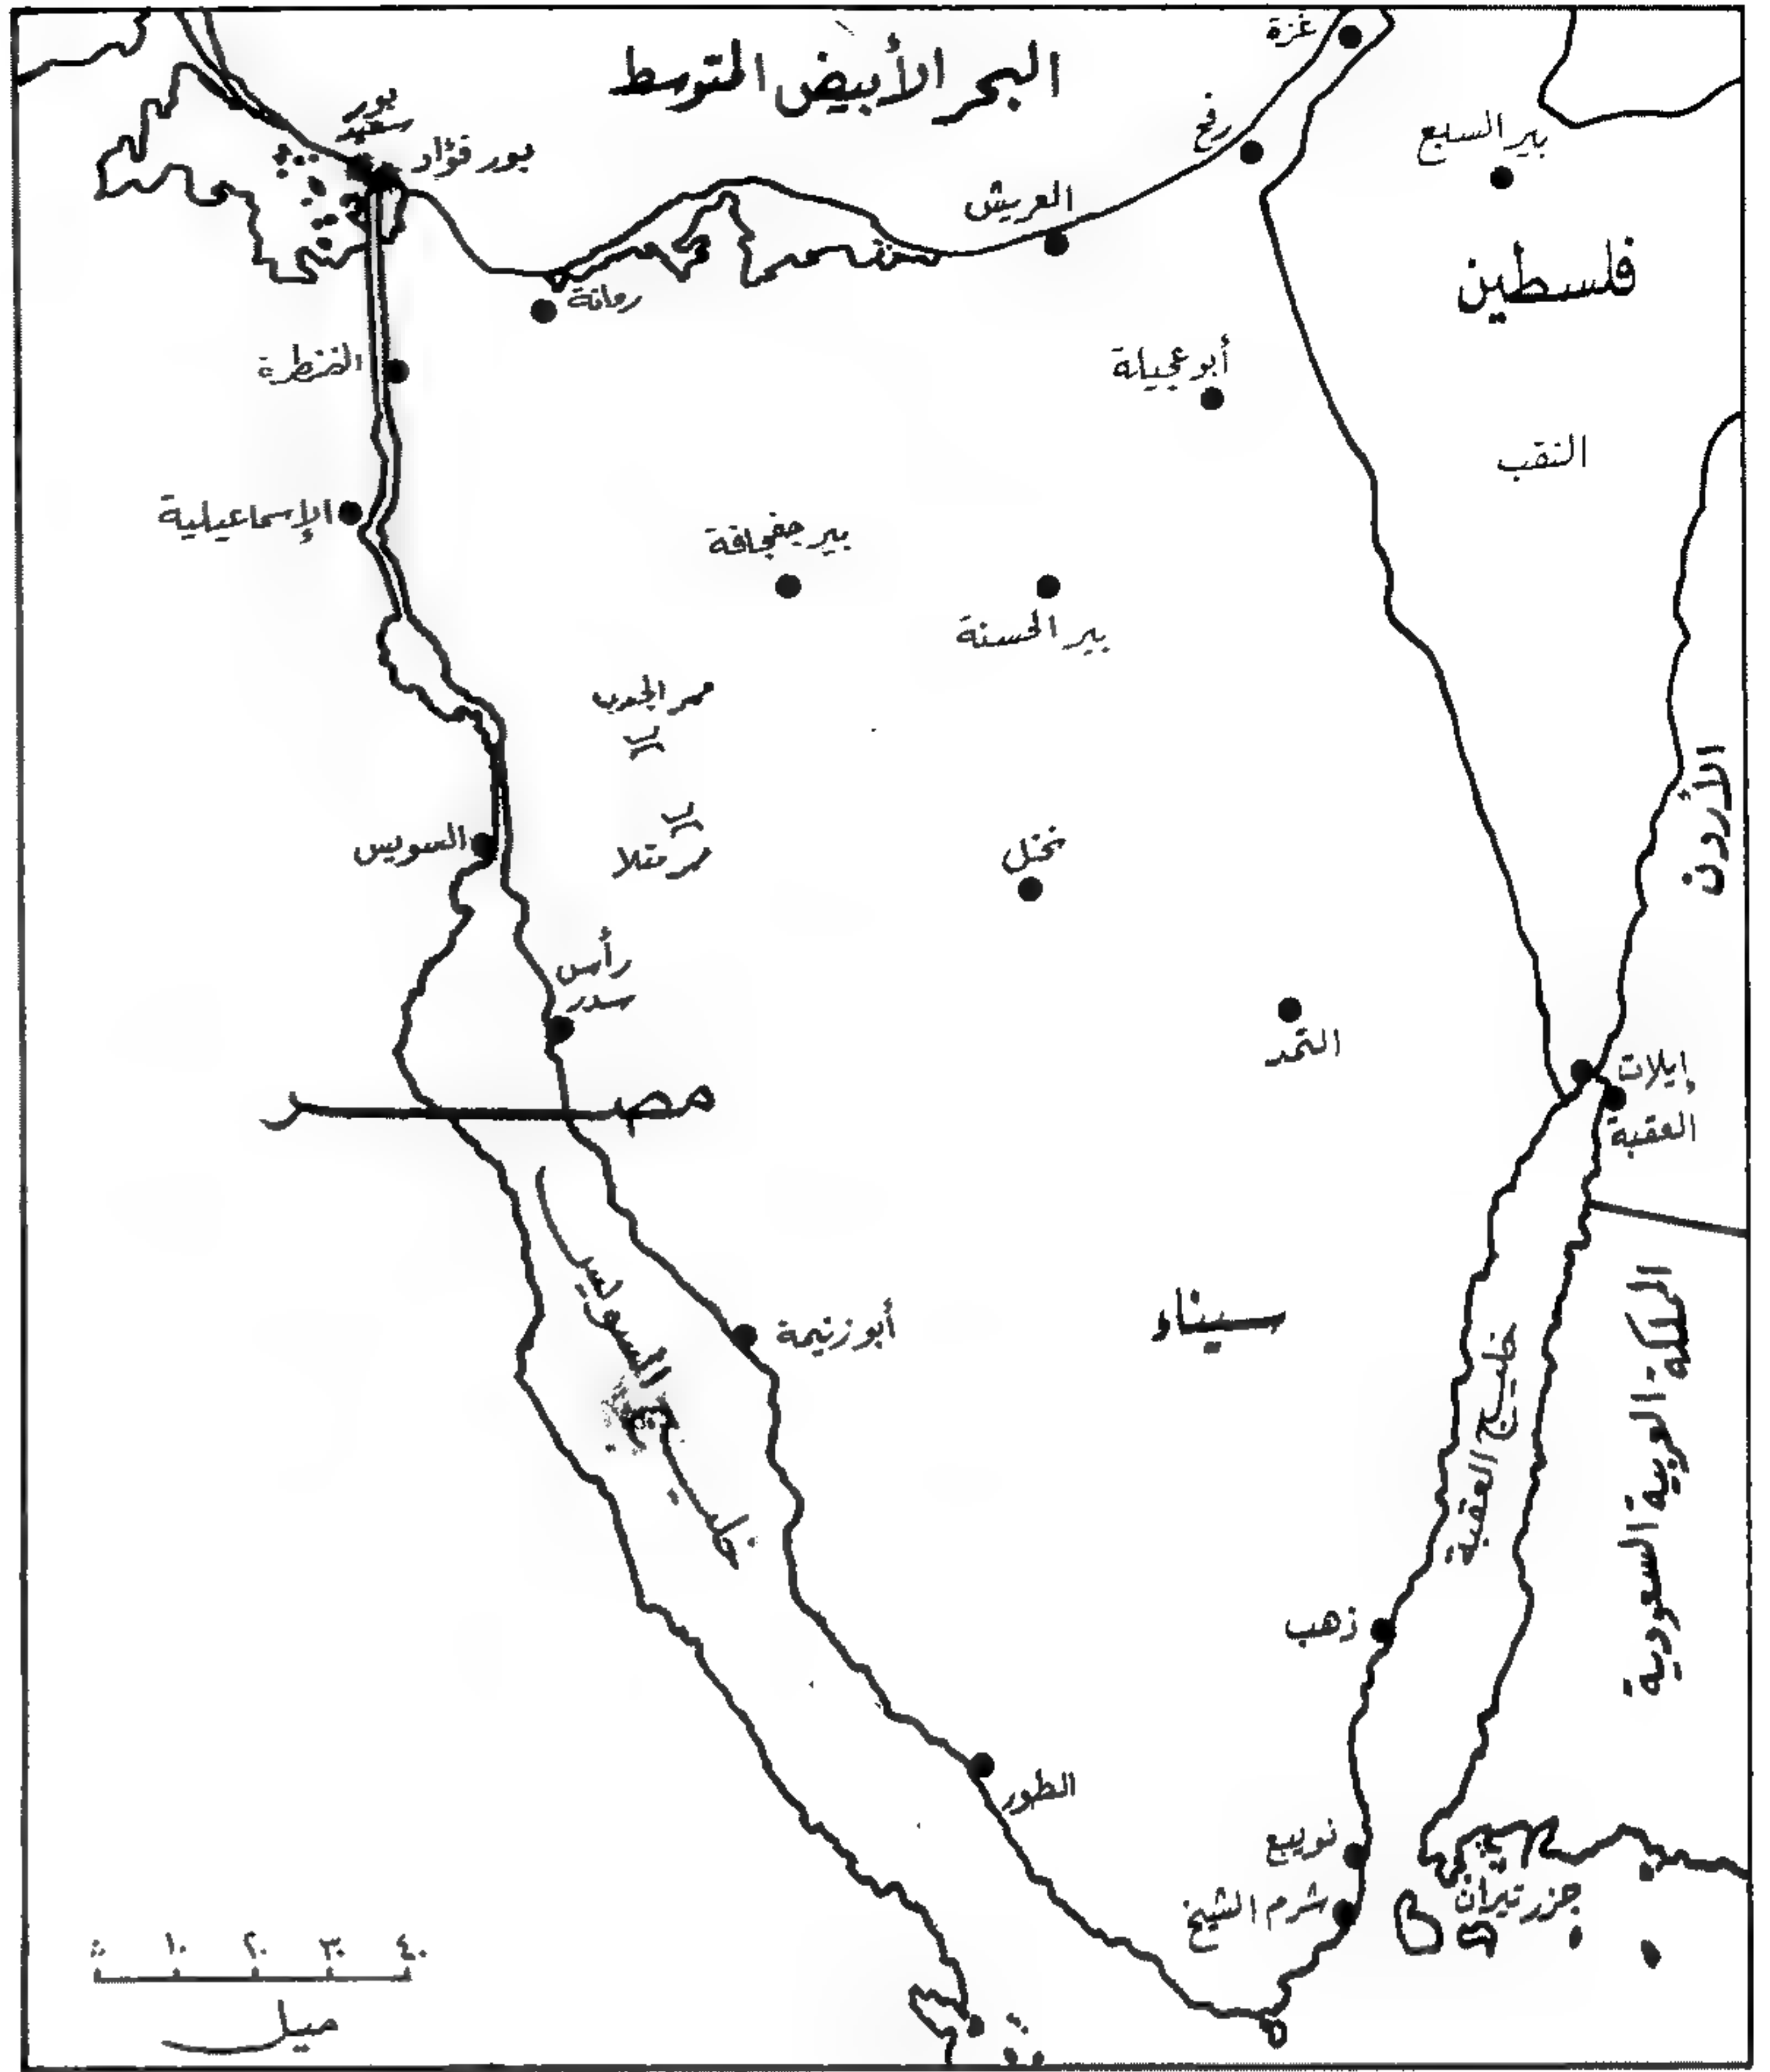 البحر الأبيض المتوسط
غزة
بور
سعيد
بور فؤاد
رفح
بير السبع
العريش
فلسطين
رمانة
القنطرة
أبو عجيلة
النقب
الإسماعيلية
بير جفجافة
بير الحسنة
ممر الجدى
الأردن
السويس
ممر متلا
نخل
رأس
سدر
التمد
إيلات
العقبة
مصر
خليج السويس
أبو زنيمة
سيناء
خليج العقبة
المملكة العربية السعودية
ذهب
الطور
نويبع
شرم الشيخ
جزر تيران
٠ ١٠ ٢٠ ٣٠ ٤٠
ميل